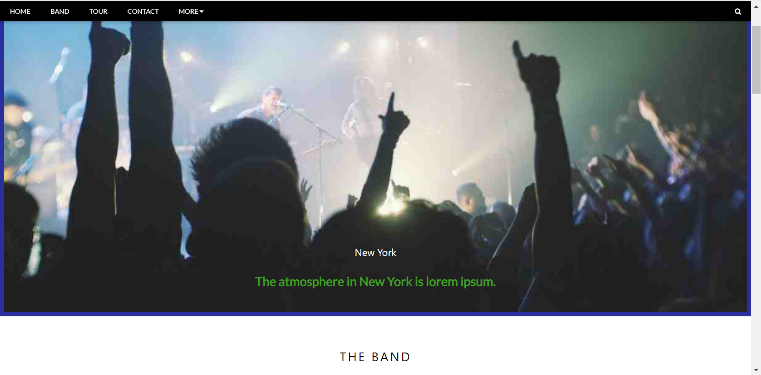 HOME BAND TOUR CONTACT MORE
New York
The atmosphere in New York is lorem ipsum.
THE BAND